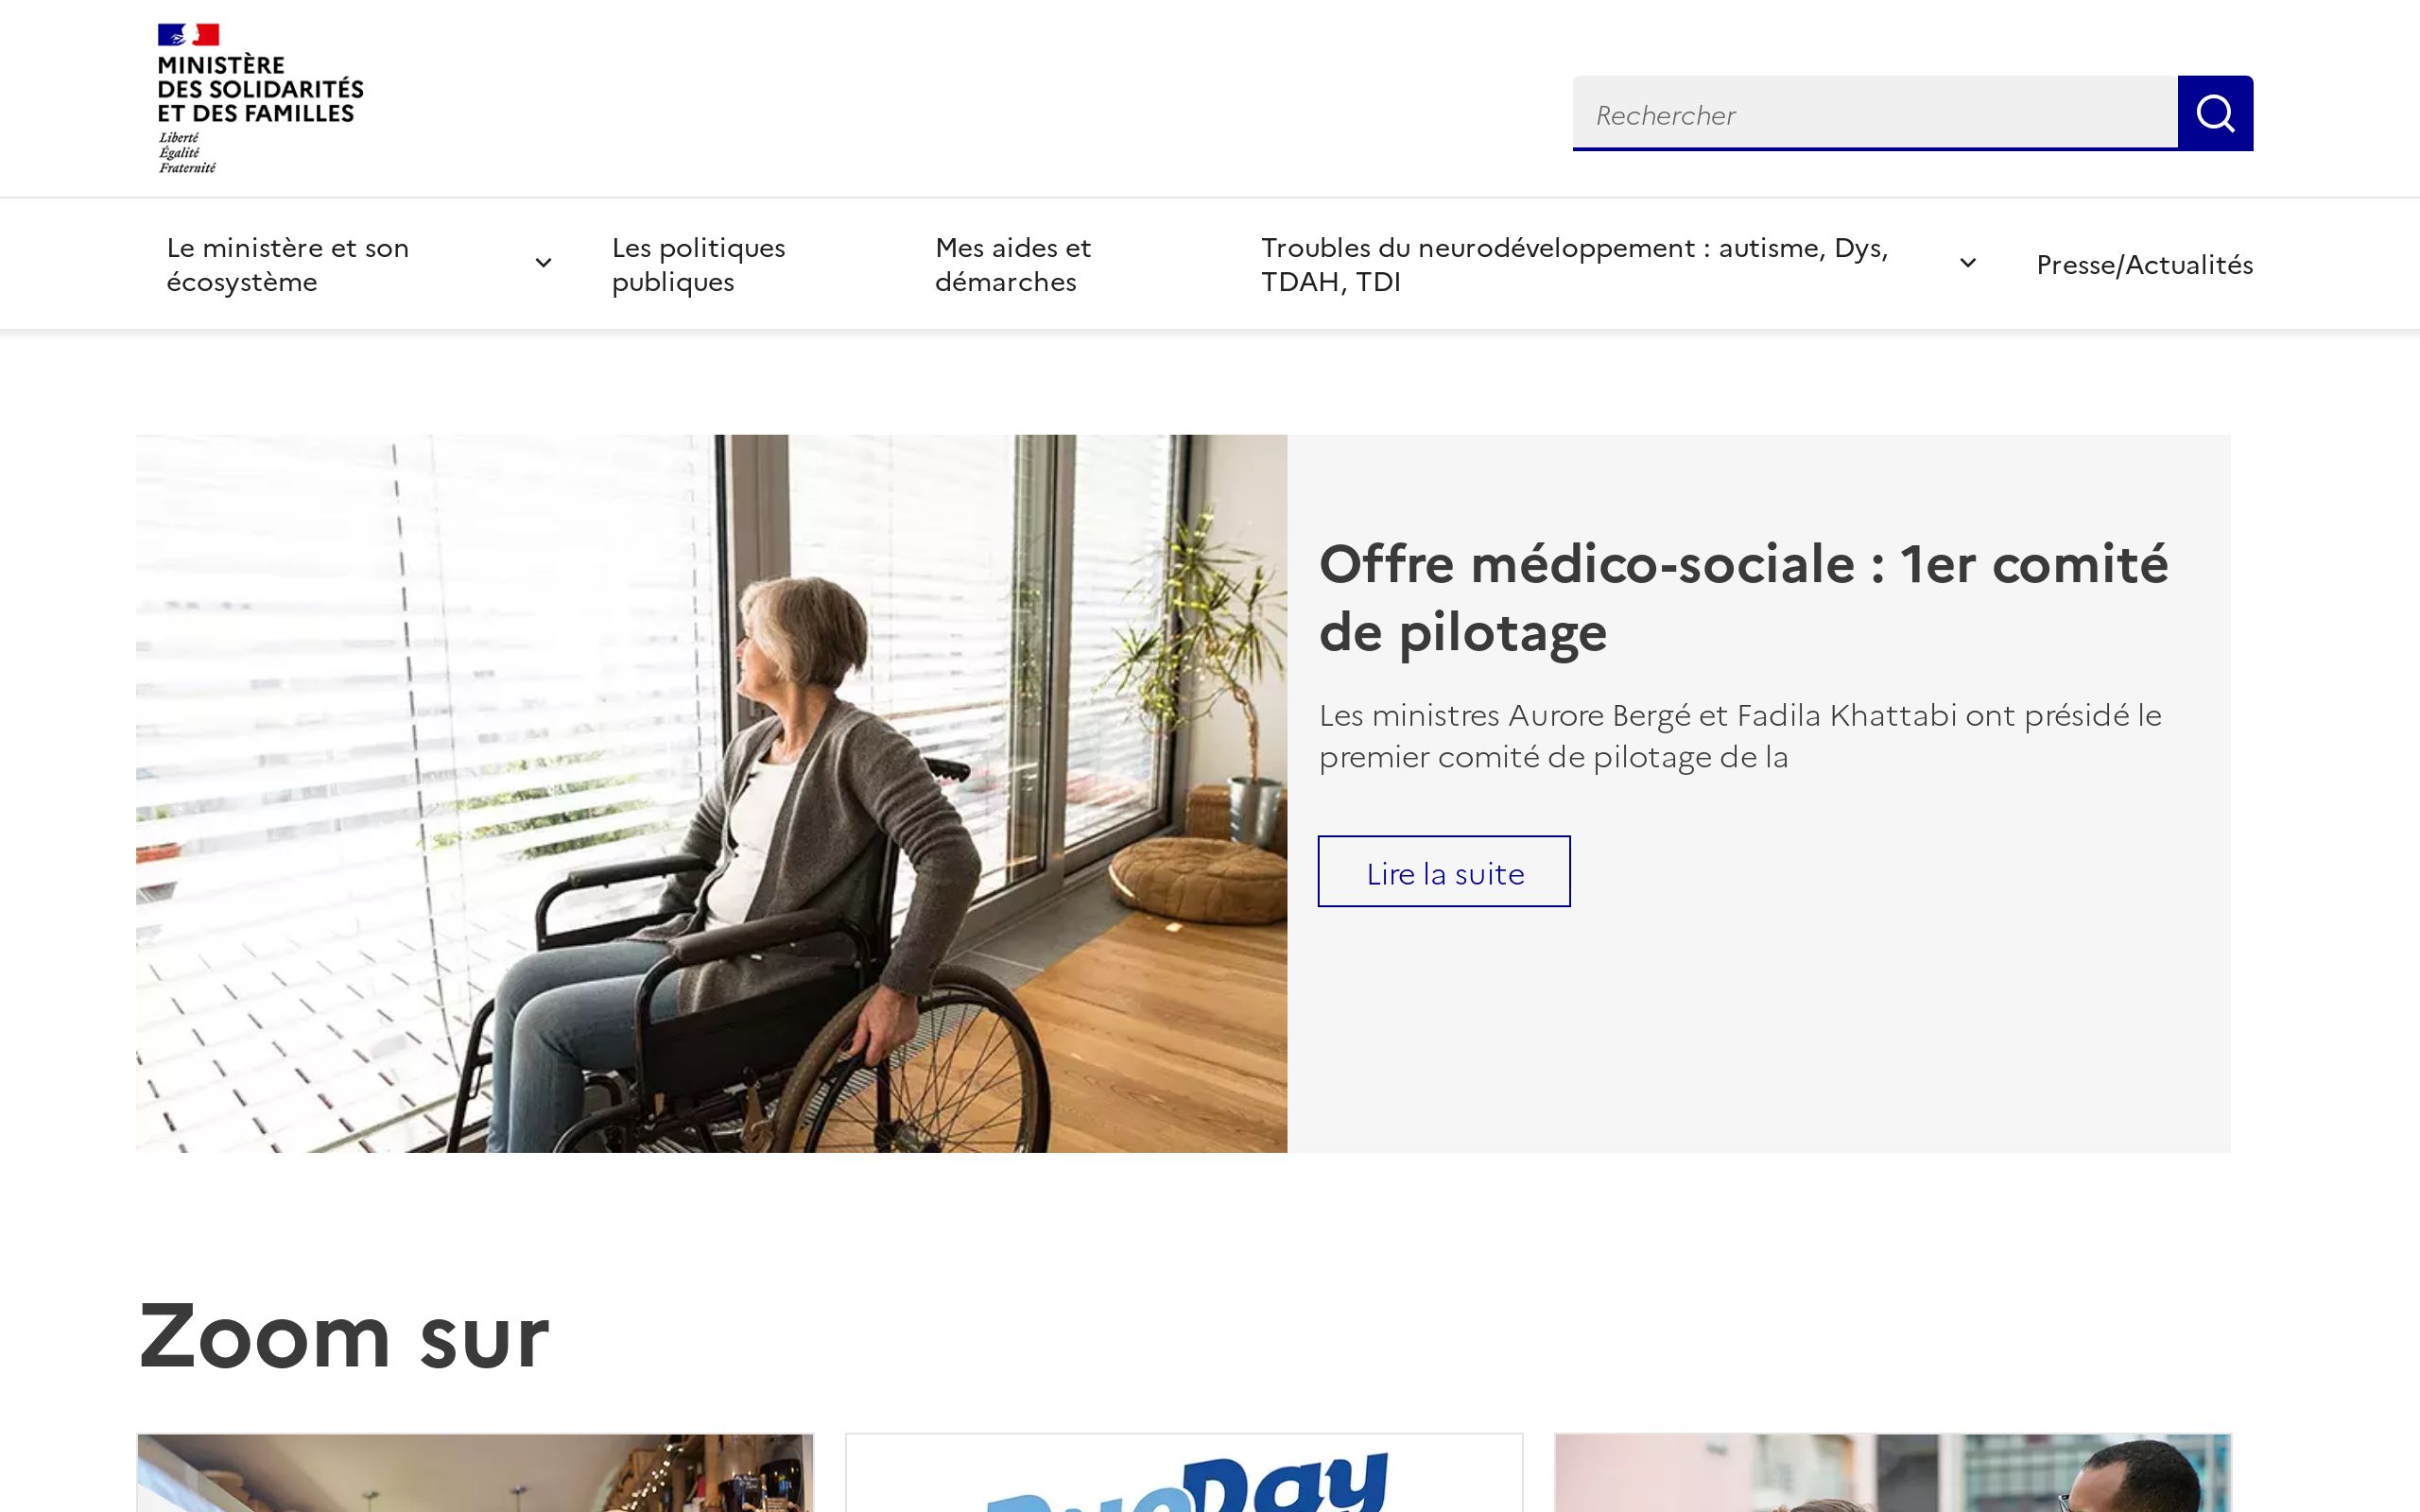 MINISTÈRE
DES SOLIDARITÉS
ET DES FAMILLES
Liberté
Égalité
Fraternité
Rechercher
Le ministère et son
écosystème
Les politiques
publiques
Mes aides et
démarches
Troubles du neurodéveloppement : autisme, Dys,
TDAH, TDI
Presse/Actualités
Offre médico-sociale : 1er comité
de pilotage
Les ministres Aurore Bergé et Fadila Khattabi ont présidé le
premier comité de pilotage de la
Lire la suite
Zoom sur
DuoDay